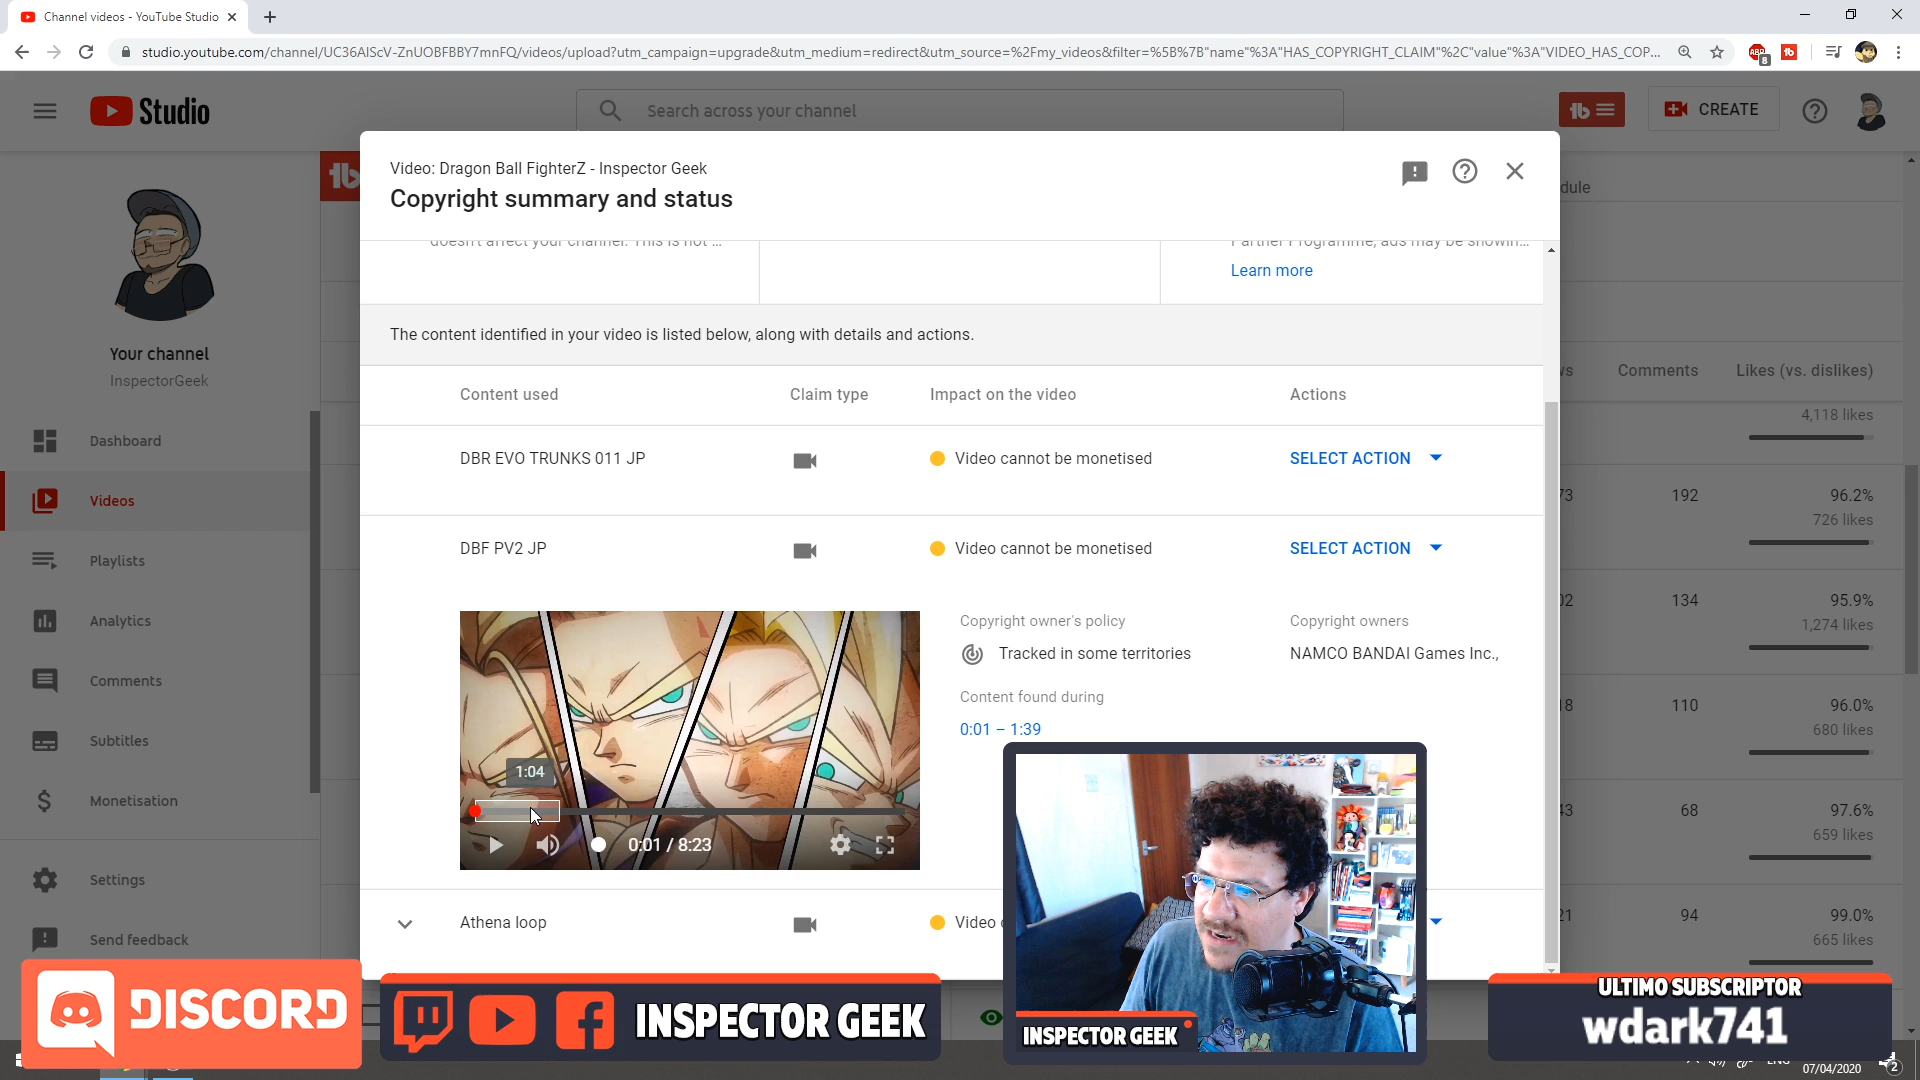 Channel videos - YouTube Studio
studio.youtube.com/channel/UC36AlScV-ZnUOBFBBY7mnFQ/videos/upload?utm_campaign=upgrade&utm_medium=redirect&utm_source=%2Fmy_videos&filter=%5B%7B"name"%3A"HAS_COPYRIGHT_CLAIM"%2C"value"%3A"VIDEO_HAS_COP...
ABP
8
Studio
Search across your channel
CREATE
Video: Dragon Ball FighterZ - Inspector Geek
Copyright summary and status
doesn't affect your channel. This is not ...
Partner Programme, ads may be showin...
Learn more
The content identified in your video is listed below, along with details and actions.
Content used Claim type Impact on the video Actions
DBR EVO TRUNKS 011 JP Video cannot be monetised SELECT ACTION
DBF PV2 JP Video cannot be monetised SELECT ACTION
Copyright owner's policy
Tracked in some territories
Copyright owners
NAMCO BANDAI Games Inc.,
Content found during
0:01 – 1:39
1:04
0:01 / 8:23
Athena loop Video
Your channel
InspectorGeek
Dashboard
Videos
Playlists
Analytics
Comments
Subtitles
Monetisation
Settings
Send feedback
dule
Comments Likes (vs. dislikes)
4,118 likes
73 192 96.2%
726 likes
02 134 95.9%
1,274 likes
18 110 96.0%
680 likes
43 68 97.6%
659 likes
21 94 99.0%
665 likes
DISCORD
INSPECTOR GEEK
INSPECTOR GEEK
ULTIMO SUBSCRIPTOR
wdark741
07/04/2020
2